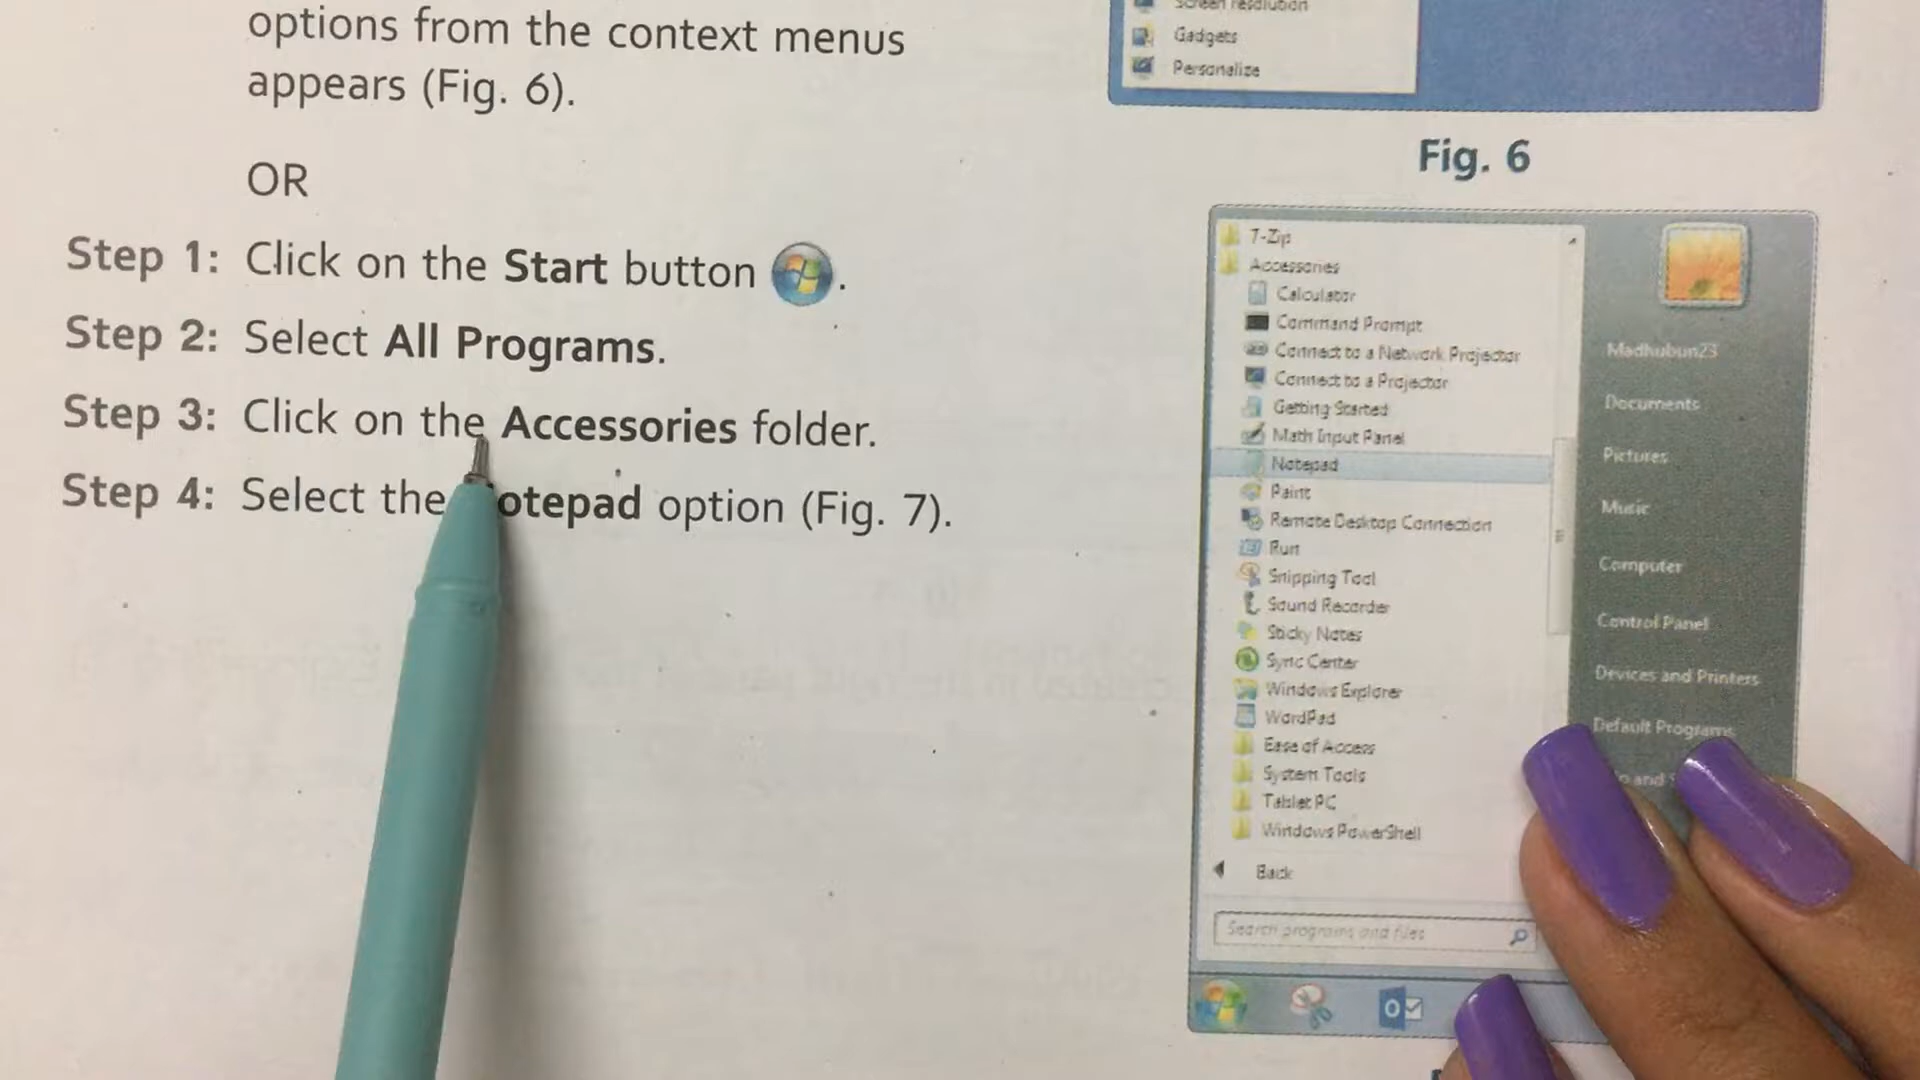 options from the context menus
appears (Fig. 6).
OR
Step 1: Click on the Start button .
Step 2: Select All Programs.
Step 3: Click on the Accessories folder.
Step 4: Select the otepad option (Fig. 7).
Screen resolution
Gadgets
Personalize
Fig. 6
7-Zip
Accessories
Calculator
Command Prompt
Connect to a Network Projector
Connect to a Projector
Getting Started
Math Input Panel
Notepad
Paint
Remote Desktop Connection
Run
Snipping Tool
Sound Recorder
Sticky Notes
Sync Center
Windows Explorer
WordPad
Ease of Access
System Tools
Tablet PC
Windows PowerShell
Back
Search programs and files
Madhubun23
Documents
Pictures
Music
Computer
Control Panel
Devices and Printers
Default Programs
and